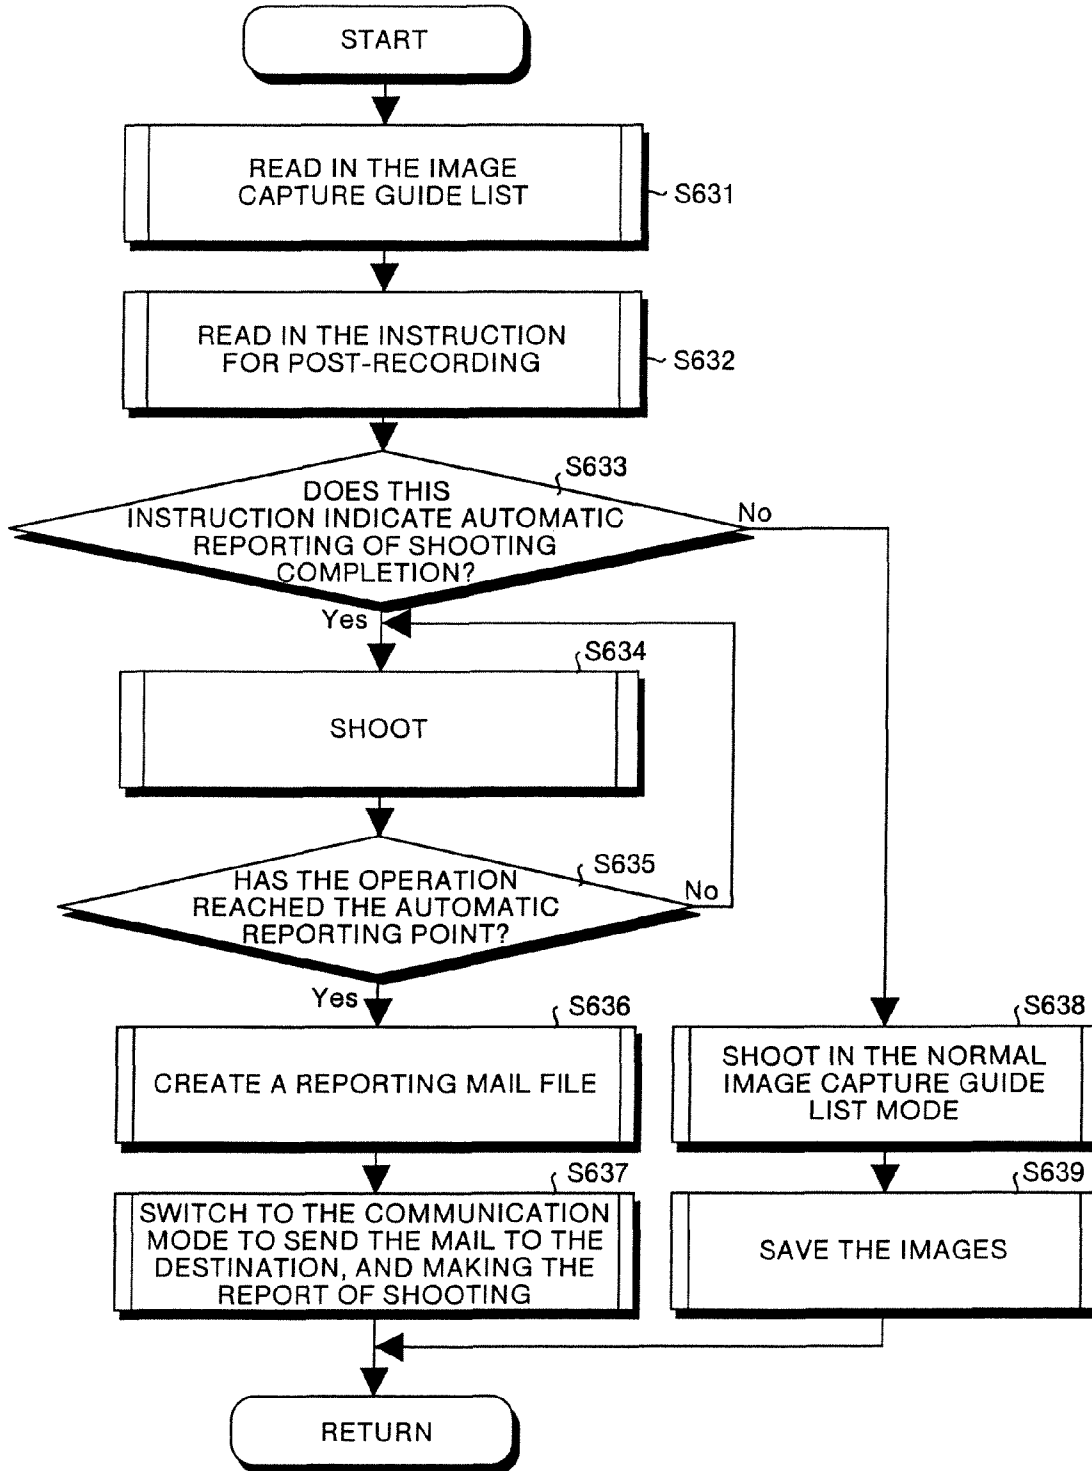 START
READ IN THE IMAGE
CAPTURE GUIDE LIST
S631
READ IN THE INSTRUCTION
FOR POST-RECORDING
S632
S633
DOES THIS
INSTRUCTION INDICATE AUTOMATIC
REPORTING OF SHOOTING
COMPLETION?
No
Yes
S634
SHOOT
S635
HAS THE OPERATION
REACHED THE AUTOMATIC
REPORTING POINT?
No
Yes
S636
CREATE A REPORTING MAIL FILE
S638
SHOOT IN THE NORMAL
IMAGE CAPTURE GUIDE
LIST MODE
S637
SWITCH TO THE COMMUNICATION
MODE TO SEND THE MAIL TO THE
DESTINATION, AND MAKING THE
REPORT OF SHOOTING
S639
SAVE THE IMAGES
RETURN